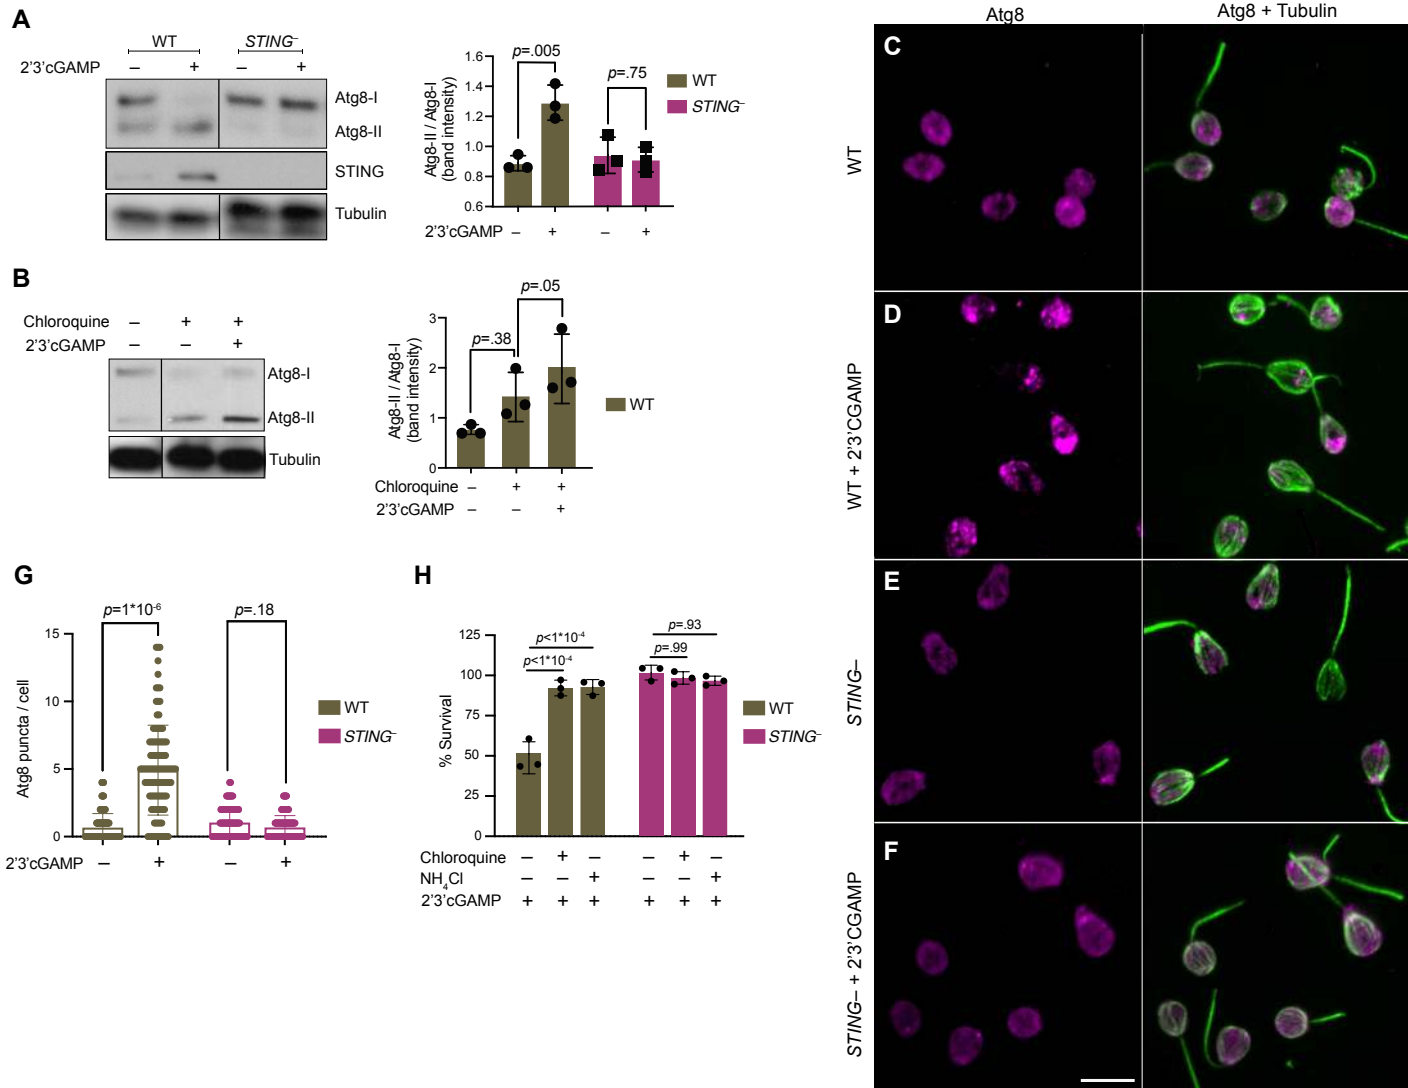 A
WT
STING–
2'3'cGAMP
– + – +
Atg8-I
Atg8-II
STING
Tubulin
Atg8-II / Atg8-I
(band intensity)
1.6
1.4
1.2
1.0
0.8
0.6
p=.005
p=.75
WT
STING–
2'3'cGAMP – + – +
B
Chloroquine – + +
2'3'cGAMP +
Atg8-I
Atg8-II
Tubulin
Atg8-II / Atg8-I
(band intensity)
3
2
1
0
p=.05
p=.38
WT
Chloroquine – + +
2'3'cGAMP – – +
Atg8
Atg8 + Tubulin
C
WT
D
WT + 2'3'CGAMP
E
STING–
F
STING– + 2'3'CGAMP
G
Atg8 puncta / cell
15
10
5
0
p=1*10-6
p=.18
WT
STING–
2'3'cGAMP – + – +
H
% Survival
125
100
75
50
25
0
p<1*10-4
p<1*10-4
p=.93
p=.99
WT
STING–
Chloroquine – + – – + –
NH4Cl – – + – – +
2'3'cGAMP + + + + + +